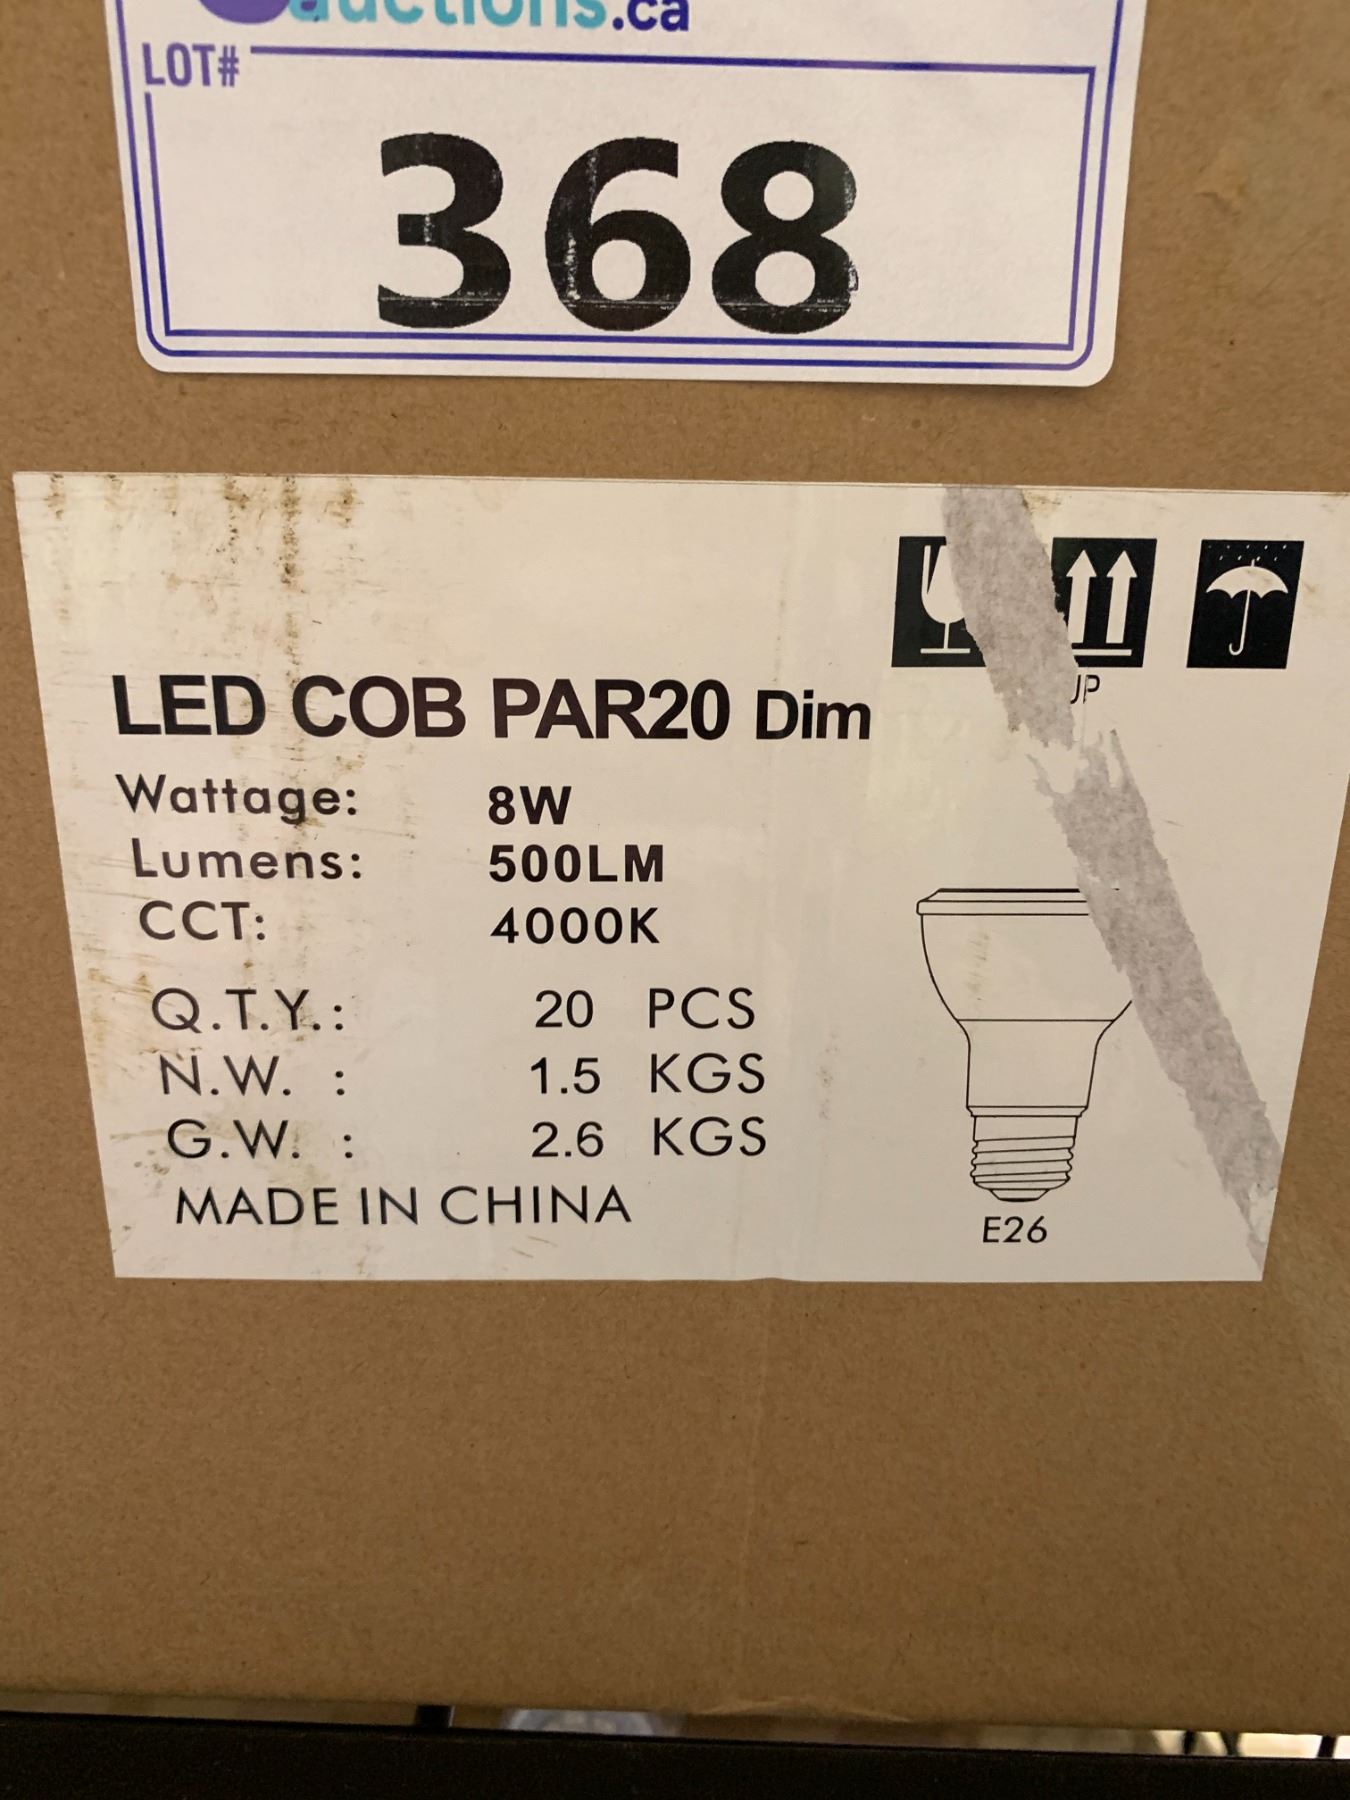 auctions.ca
LOT#
368
UP
LED COB PAR20 Dim
Wattage: 8W
Lumens: 500LM
CCT: 4000K
Q.T.Y.: 20 PCS
N.W. : 1.5 KGS
G.W. : 2.6 KGS
MADE IN CHINA
E26